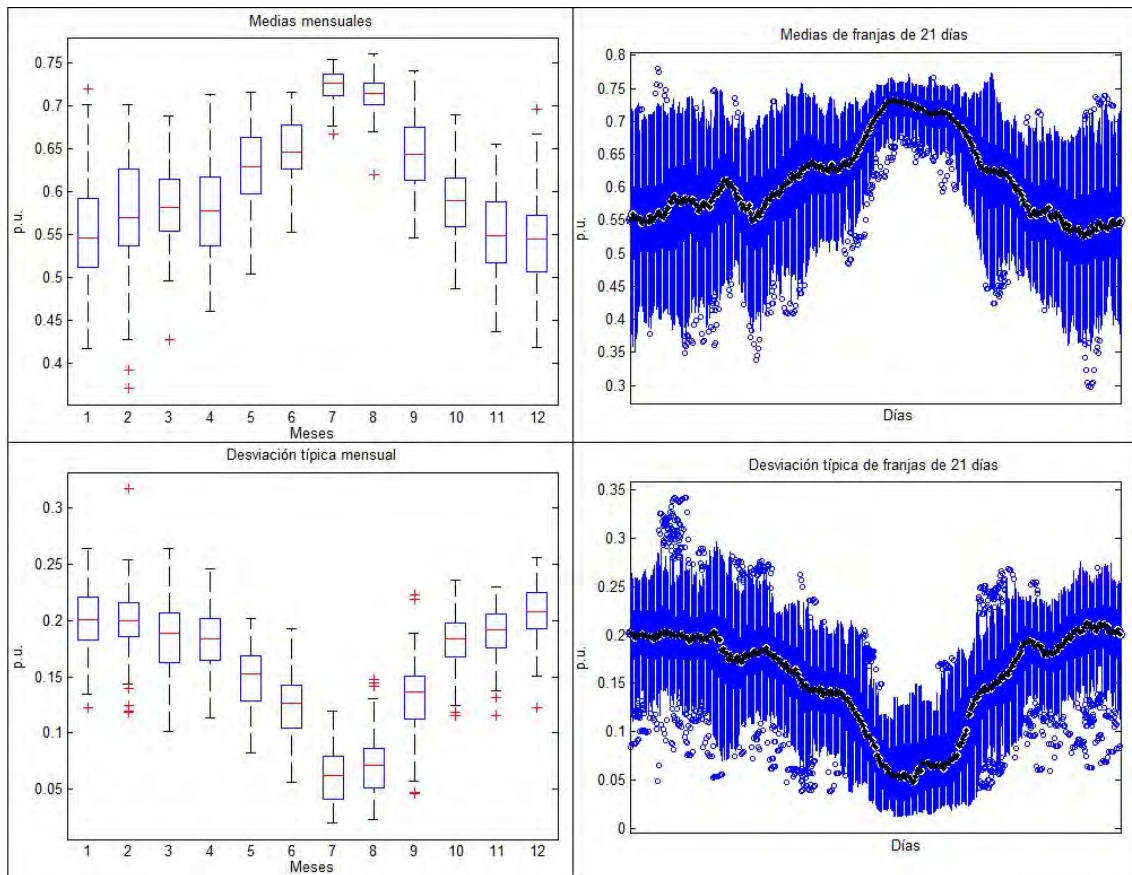 Medias mensuales
0.75
0.7
0.65
0.6
0.55
0.5
0.45
0.4
p.u.
1 2 3 4 5 6 7 8 9 10 11 12
Meses
Medias de franjas de 21 días
0.8
0.75
0.7
0.65
0.6
0.55
0.5
0.45
0.4
0.35
0.3
p.u.
Días
Desviación típica mensual
0.3
0.25
0.2
0.15
0.1
0.05
p.u.
1 2 3 4 5 6 7 8 9 10 11 12
Meses
Desviación típica de franjas de 21 días
0.35
0.3
0.25
0.2
0.15
0.1
0.05
0
p.u.
Días